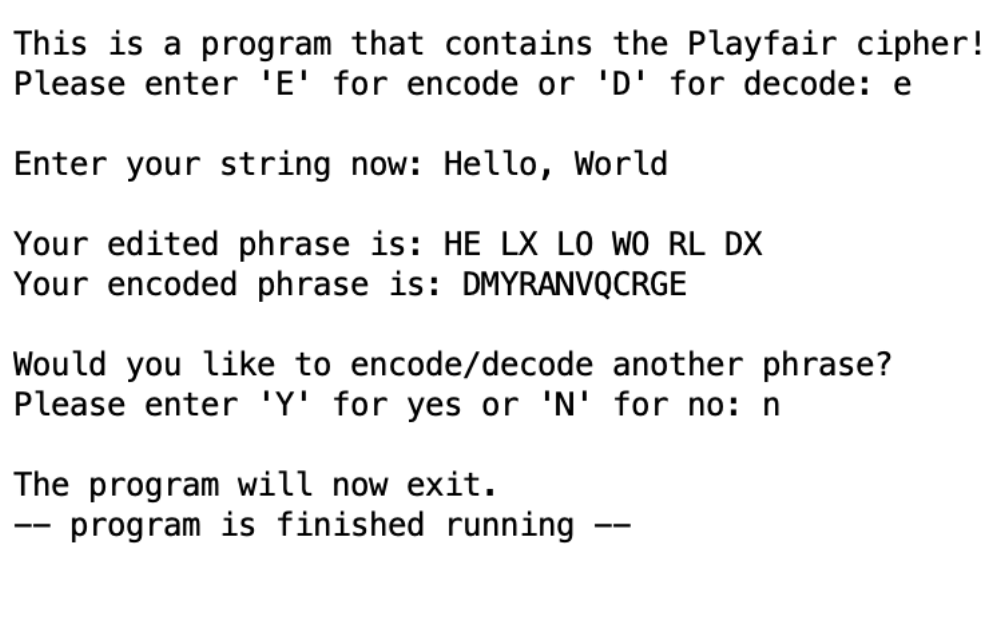 This is a program that contains the Playfair cipher!
Please enter 'E' for encode or 'D' for decode: e
Enter your string now: Hello, World
Your edited phrase is: HE LX LO WO RL DX
Your encoded phrase is: DMYRANVQCRGE
Would you like to encode/decode another phrase?
Please enter 'Y' for yes or 'N' for no: n
The program will now exit.
-- program is finished running --